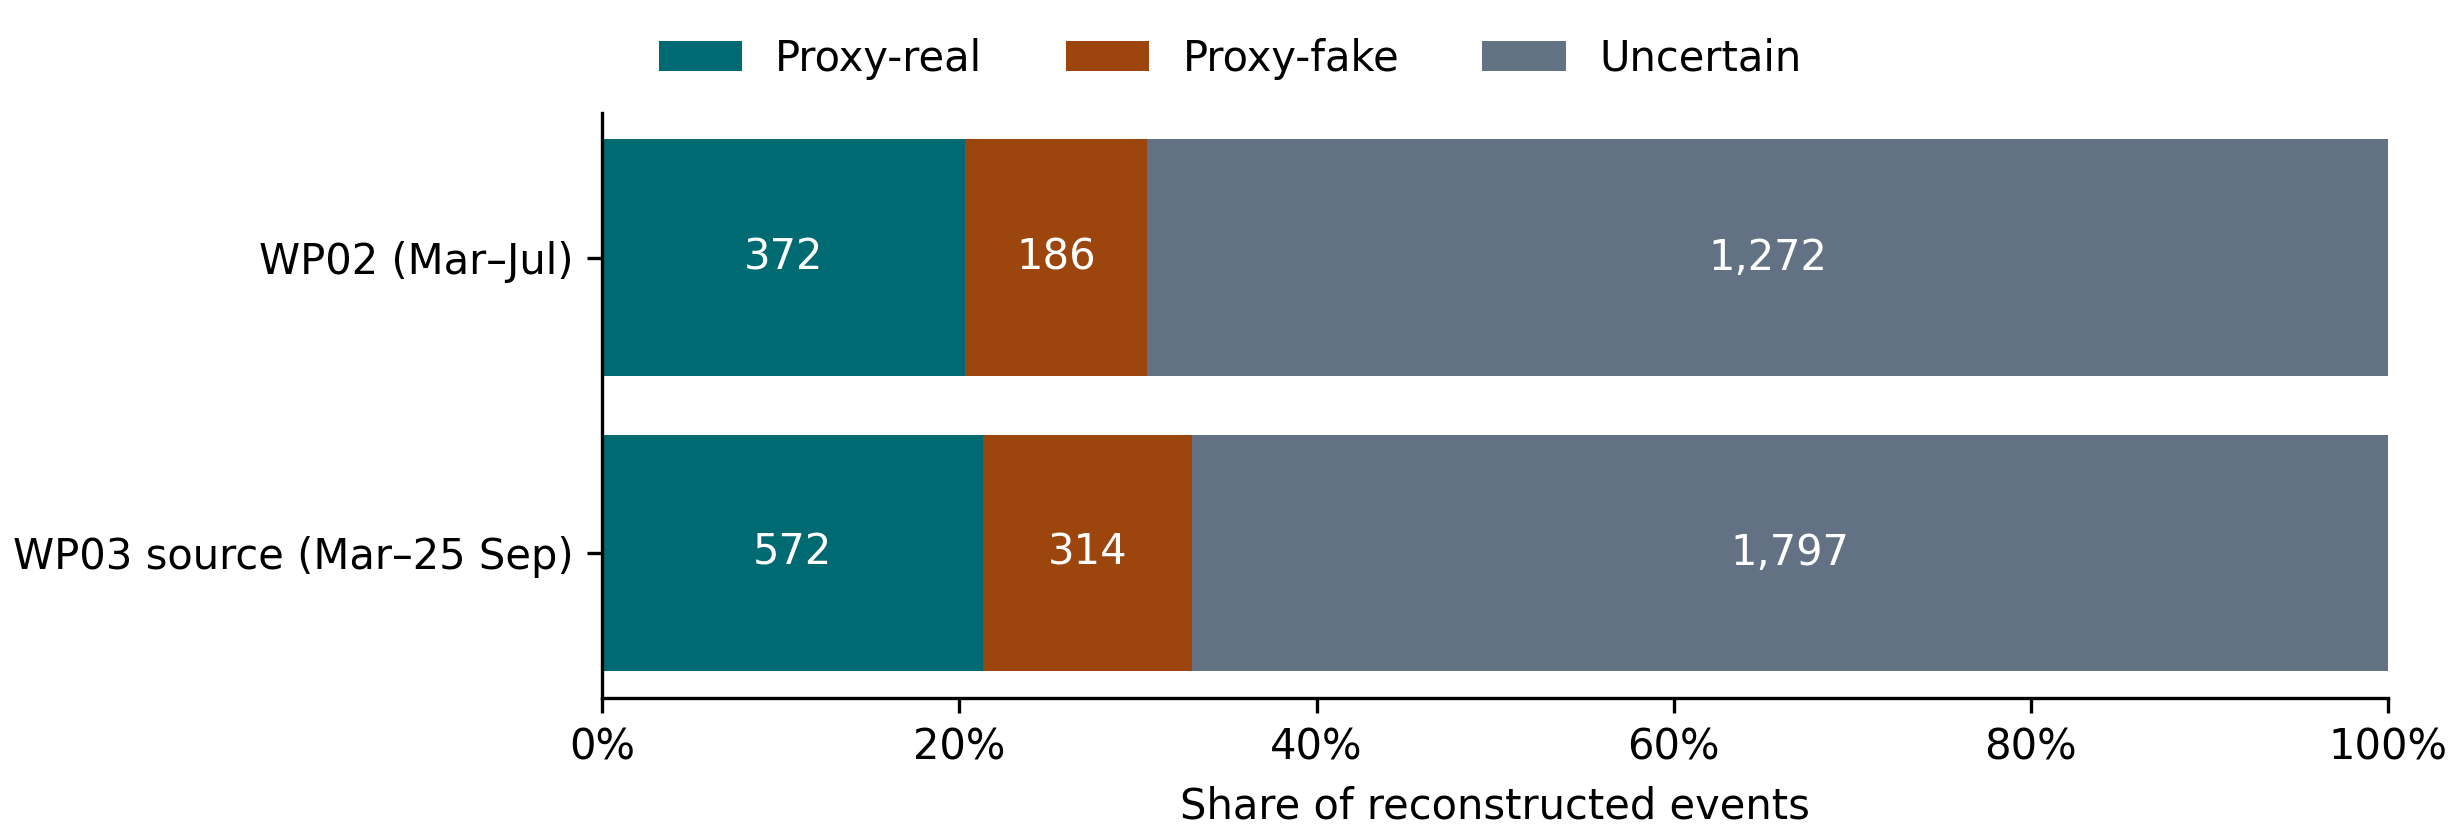 Proxy-real Proxy-fake Uncertain
WP02 (Mar–Jul) 372 186 1,272
WP03 source (Mar–25 Sep) 572 314 1,797
0% 20% 40% 60% 80% 100%
Share of reconstructed events